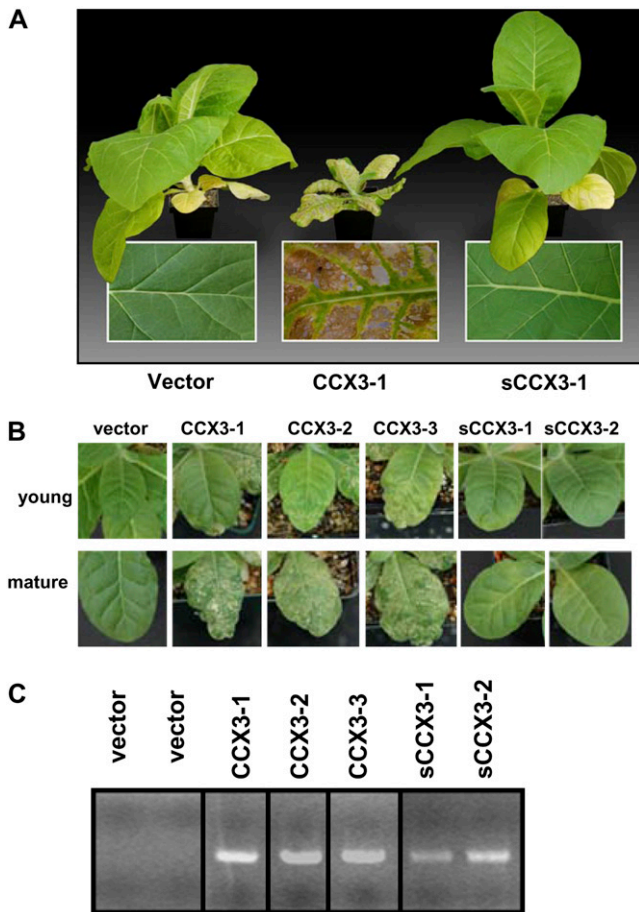 A
Vector CCX3-1 sCCX3-1
B
vector CCX3-1 CCX3-2 CCX3-3 sCCX3-1 sCCX3-2
young
mature
C
vector vector CCX3-1 CCX3-2 CCX3-3 sCCX3-1 sCCX3-2